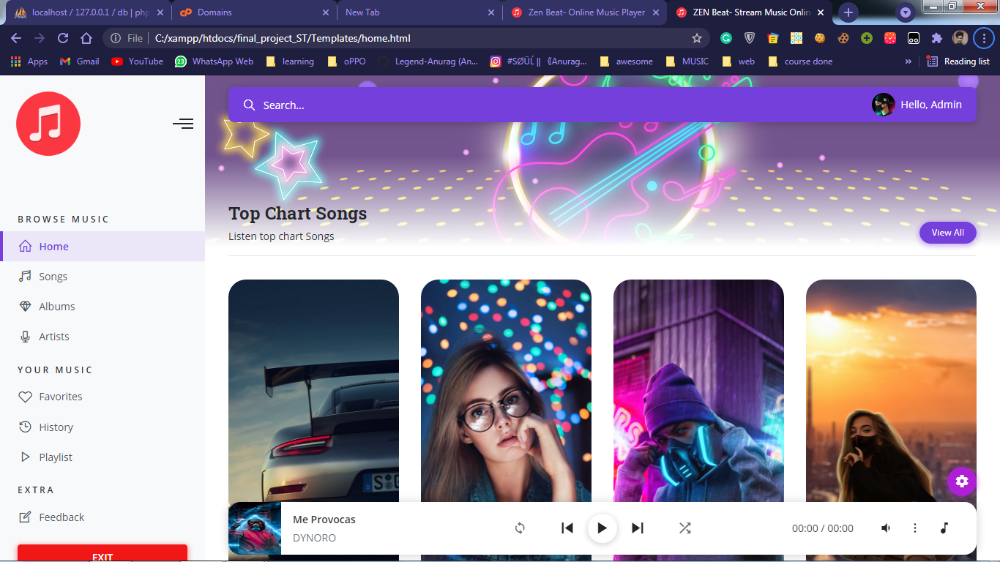 localhost / 127.0.0.1 / db | php
Domains
New Tab
Zen Beat- Online Music Player
ZEN Beat- Stream Music Onlin
File
C:/xampp/htdocs/final_project_ST/Templates/home.html
Apps
Gmail
YouTube
23
WhatsApp Web
learning
oPPO
Legend-Anurag (An...
#SØÜĹ || 《Anurag...
awesome
MUSIC
web
course done
»
Reading list
Search...
Hello, Admin
Top Chart Songs
Listen top chart Songs
View All
BROWSE MUSIC
Home
Songs
Albums
Artists
YOUR MUSIC
Favorites
History
Playlist
EXTRA
Feedback
EXIT
Me Provocas
DYNORO
00:00 / 00:00